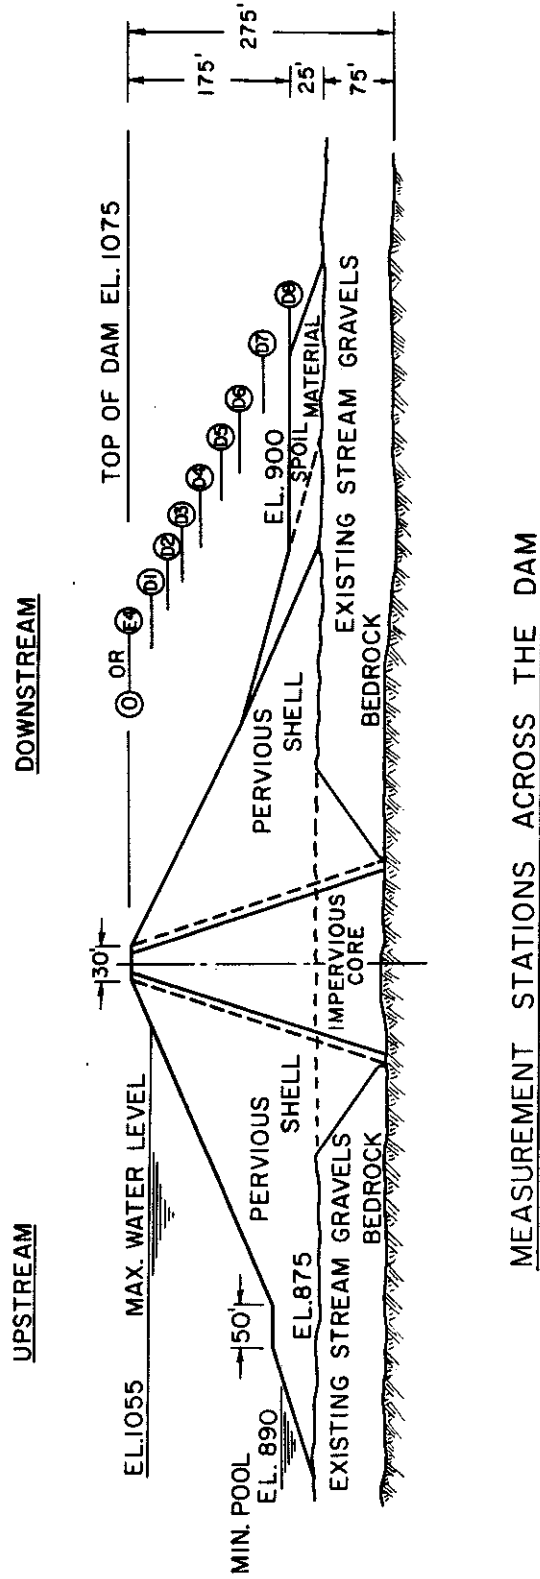 UPSTREAM
DOWNSTREAM
EL.1055 MAX. WATER LEVEL
30'
O OR E4
D1
D2
D3
D4
D5
D6
D7
D8
TOP OF DAM EL.1075
275'
175'
25'
75'
MIN. POOL
EL. 890
50'
PERVIOUS
SHELL
PERVIOUS
SHELL
EL. 900
SPOIL
MATERIAL
EL.875
IMPERVIOUS
CORE
EXISTING STREAM GRAVELS
BEDROCK
EXISTING STREAM GRAVELS
BEDROCK
MEASUREMENT STATIONS ACROSS THE DAM